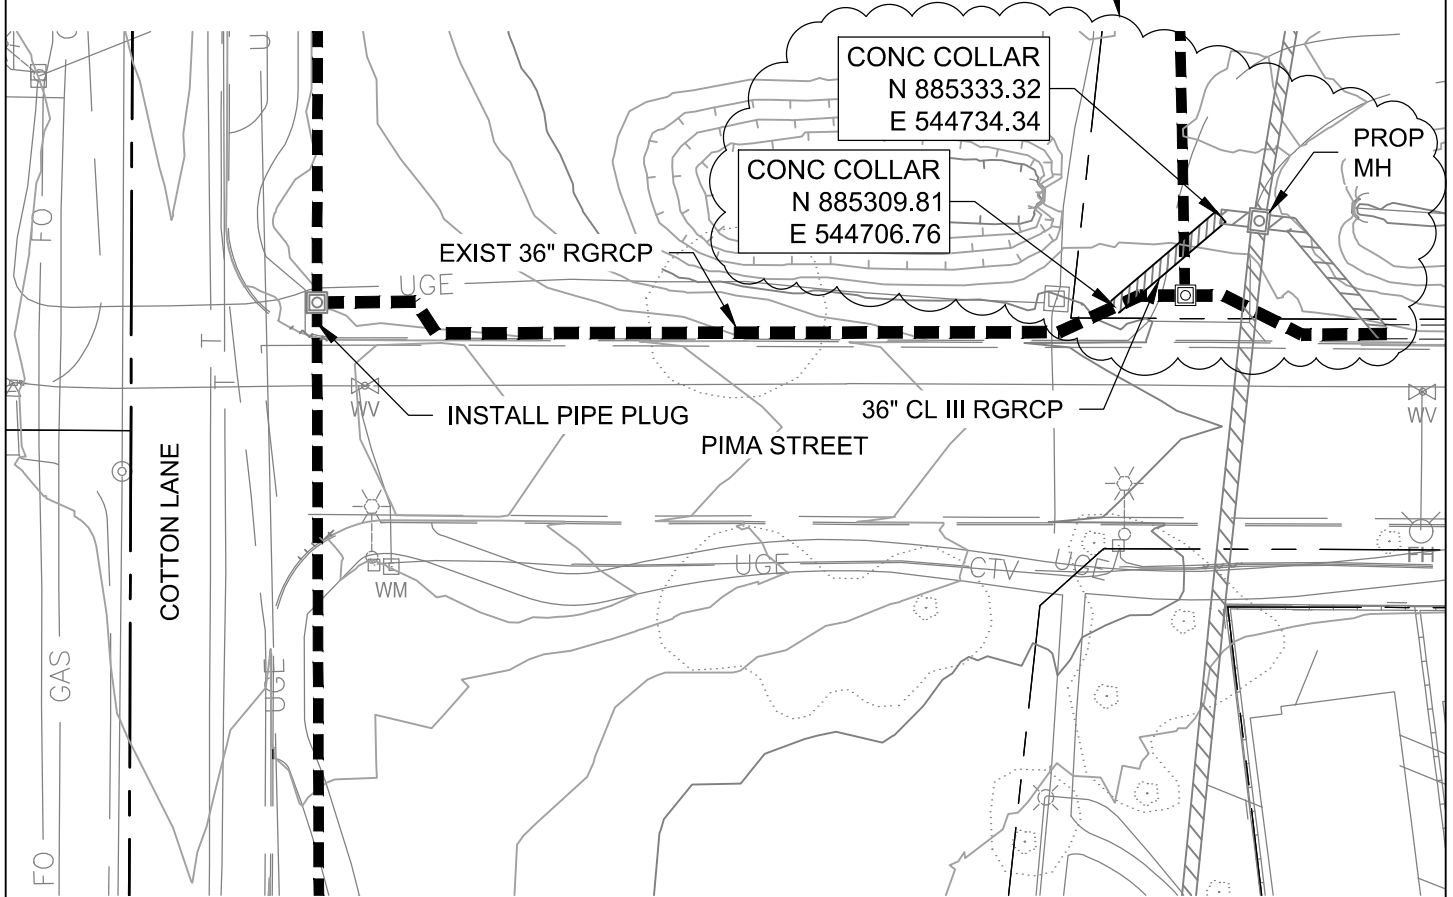 CONC COLLAR
N 885333.32
E 544734.34
PROP
MH
CONC COLLAR
N 885309.81
E 544706.76
EXIST 36" RGRCP
UGE
FO
T
T
INSTALL PIPE PLUG
36" CL III RGRCP
WV
WV
PIMA STREET
COTTON LANE
UGE
CTV
UGE
FH
WM
GAS
UGE
FO